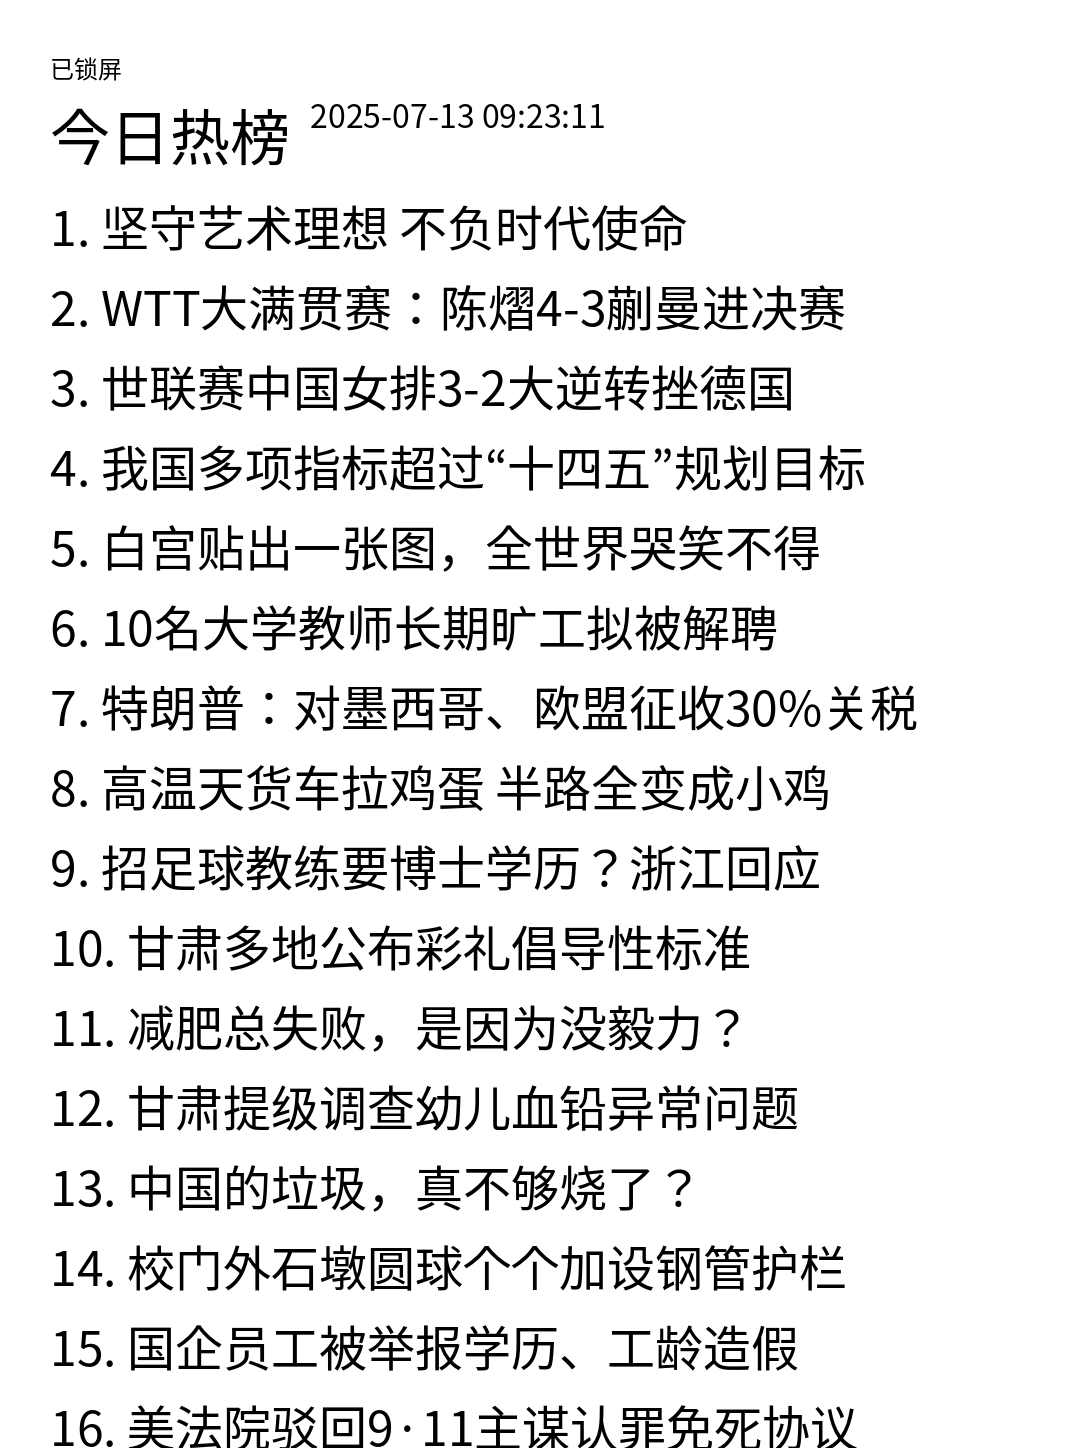 已锁屏
今日热榜 2025-07-13 09:23:11
1. 坚守艺术理想 不负时代使命
2. WTT大满贯赛：陈熠4-3蒯曼进决赛
3. 世联赛中国女排3-2大逆转挫德国
4. 我国多项指标超过“十四五”规划目标
5. 白宫贴出一张图，全世界哭笑不得
6. 10名大学教师长期旷工拟被解聘
7. 特朗普：对墨西哥、欧盟征收30%关税
8. 高温天货车拉鸡蛋 半路全变成小鸡
9. 招足球教练要博士学历？浙江回应
10. 甘肃多地公布彩礼倡导性标准
11. 减肥总失败，是因为没毅力？
12. 甘肃提级调查幼儿血铅异常问题
13. 中国的垃圾，真不够烧了？
14. 校门外石墩圆球个个加设钢管护栏
15. 国企员工被举报学历、工龄造假
16. 美法院驳回9·11主谋认罪免死协议